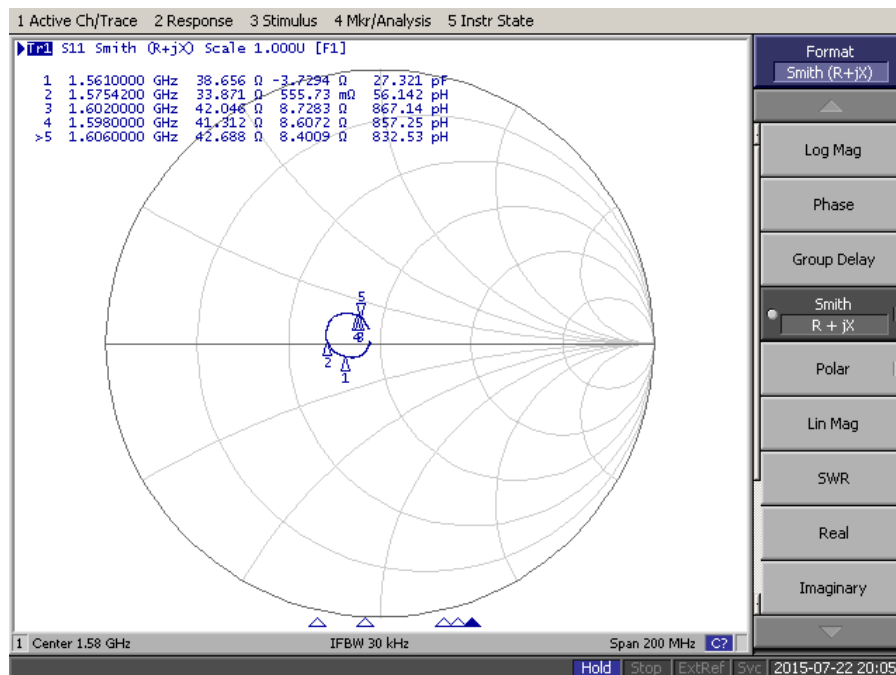 1 Active Ch/Trace 2 Response 3 Stimulus 4 Mkr/Analysis 5 Instr State
Tr1 S11 Smith (R+jX) Scale 1.000U [F1]
1 1.5610000 GHz 38.656 Ω -3.7294 Ω 27.321 pF
2 1.5754200 GHz 33.871 Ω 555.73 mΩ 56.142 pH
3 1.6020000 GHz 42.046 Ω 8.7283 Ω 867.14 pH
4 1.5980000 GHz 41.312 Ω 8.6072 Ω 857.25 pH
>5 1.6060000 GHz 42.688 Ω 8.4009 Ω 832.53 pH
5
43
2
1
1 Center 1.58 GHz IFBW 30 kHz Span 200 MHz C?
Format
Smith (R+jX)
Log Mag
Phase
Group Delay
Smith
R + jX
Polar
Lin Mag
SWR
Real
Imaginary
Hold Stop ExtRef Svc 2015-07-22 20:05